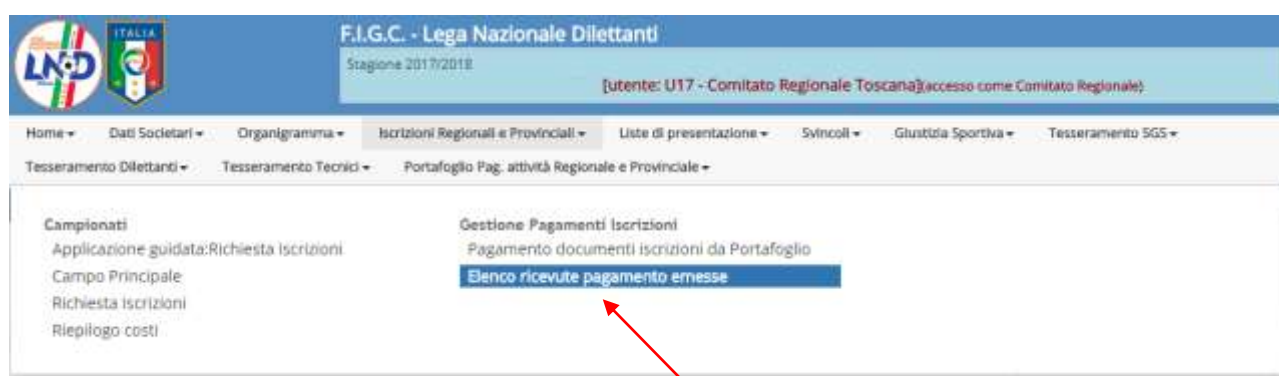 ITALIA
LND
F.I.G.C. - Lega Nazionale Dilettanti
Stagione 2017/2018
[utente: U17 - Comitato Regionale Toscana](accesso come Comitato Regionale)
Home Dati Societari Organigramma Iscrizioni Regionali e Provinciali Liste di presentazione Svincoli Giustizia Sportiva Tesseramento SGS
Tesseramento Dilettanti Tesseramento Tecnici Portafoglio Pag. attività Regionale e Provinciale
Campionati
Applicazione guidata:Richiesta Iscrizioni
Campo Principale
Richiesta Iscrizioni
Riepilogo costi
Gestione Pagamenti Iscrizioni
Pagamento documenti iscrizioni da Portafoglio
Elenco ricevute pagamento emesse